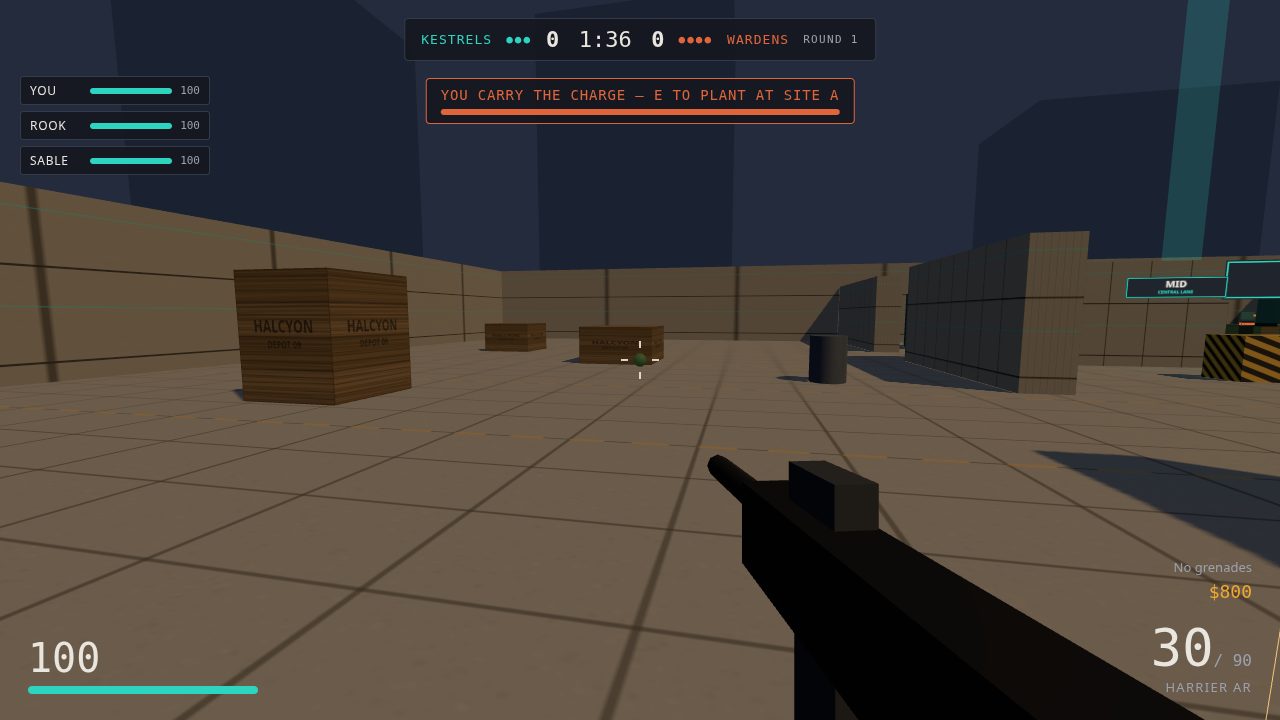 KESTRELS 0 1:36 0 WARDENS ROUND 1
YOU CARRY THE CHARGE — E TO PLANT AT SITE A
YOU 100
ROOK 100
SABLE 100
MID
CENTRAL LANE
HALCYON
DEPOT 09
HALCYON
DEPOT 09
HALCYON
No grenades
$800
100
30 / 90
HARRIER AR